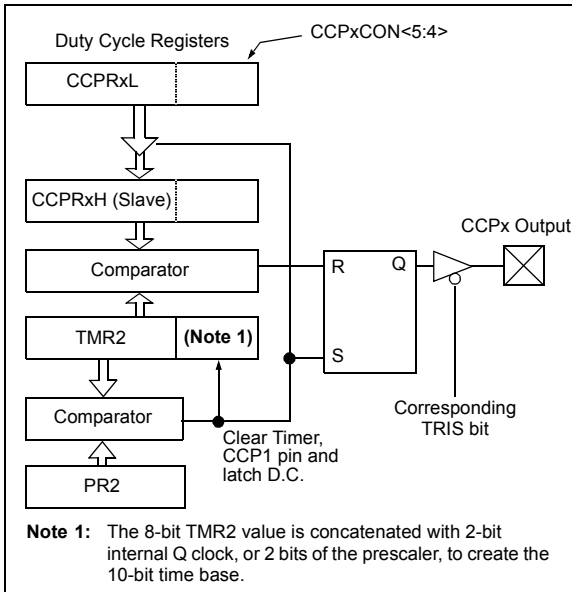 Duty Cycle Registers
CCPxCON<5:4>
CCPRxL
CCPRxH (Slave)
CCPx Output
Comparator
R
Q
TMR2
(Note 1)
S
Comparator
Clear Timer,
CCP1 pin and
latch D.C.
Corresponding
TRIS bit
PR2
Note 1: The 8-bit TMR2 value is concatenated with 2-bit
internal Q clock, or 2 bits of the prescaler, to create the
10-bit time base.